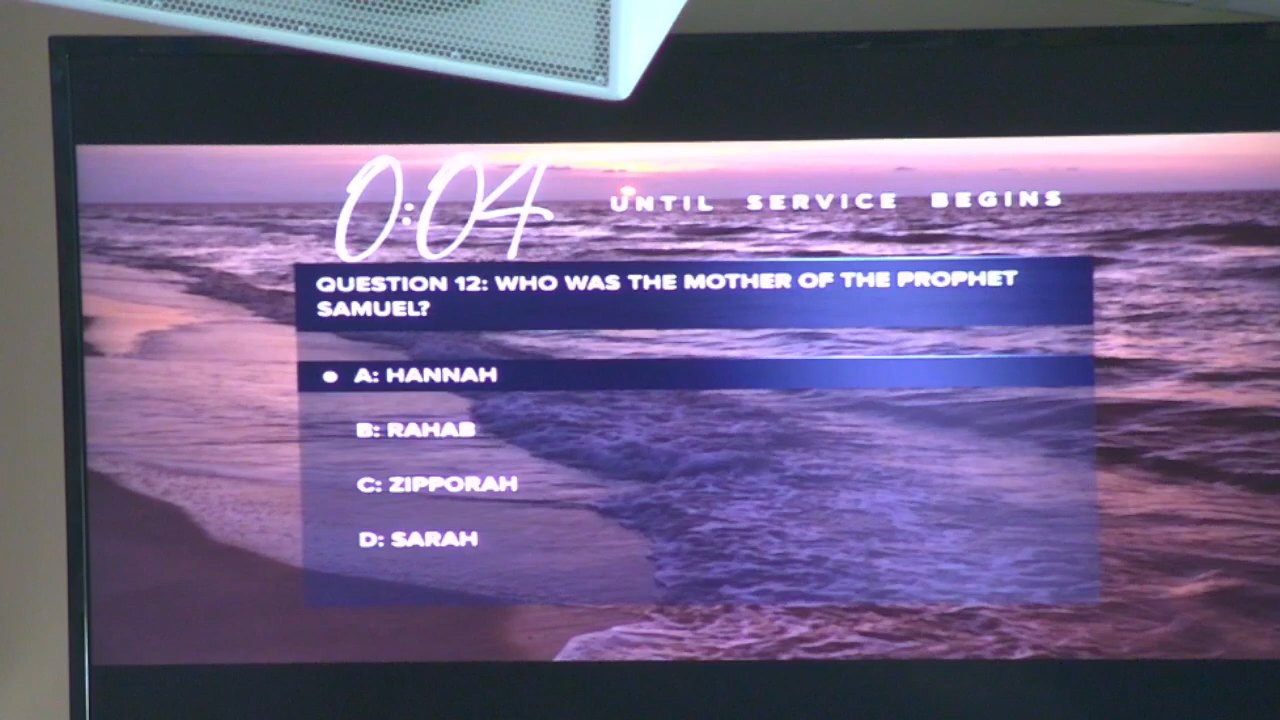 0:04 UNTIL SERVICE BEGINS
QUESTION 12: WHO WAS THE MOTHER OF THE PROPHET
SAMUEL?
A: HANNAH
B: RAHAB
C: ZIPPORAH
D: SARAH